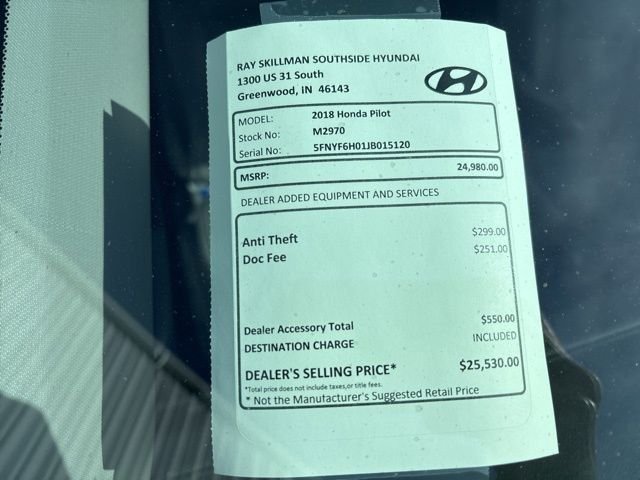 RAY SKILLMAN SOUTHSIDE HYUNDAI
1300 US 31 South
Greenwood, IN 46143
MODEL: 2018 Honda Pilot
Stock No: M2970
Serial No: 5FNYF6H01JB015120
MSRP: 24,980.00
DEALER ADDED EQUIPMENT AND SERVICES
Anti Theft $299.00
Doc Fee $251.00
Dealer Accessory Total $550.00
DESTINATION CHARGE INCLUDED
DEALER'S SELLING PRICE* $25,530.00
*Total price does not include taxes,or title fees.
* Not the Manufacturer's Suggested Retail Price